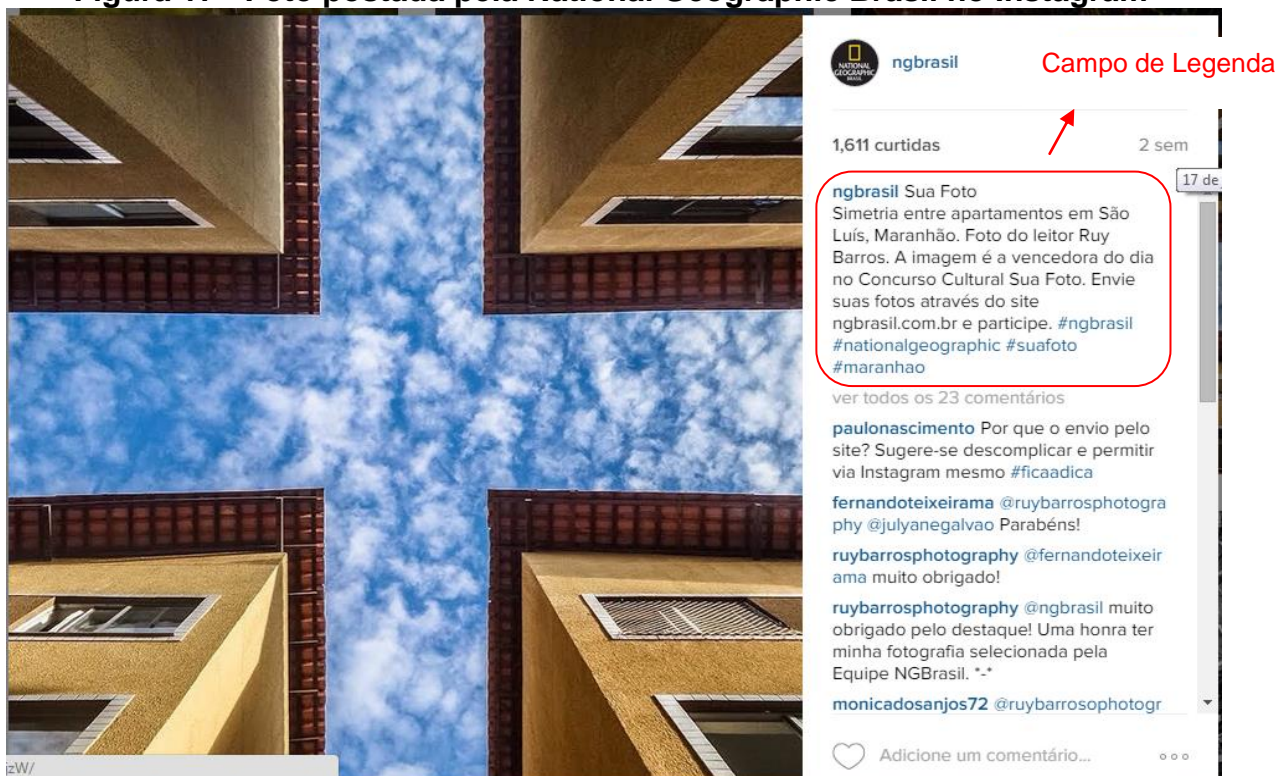 Campo de Legenda
NATIONAL
GEOGRAPHIC
BRASIL
ngbrasil
1,611 curtidas 2 sem
17 de
ngbrasil Sua Foto
Simetria entre apartamentos em São
Luís, Maranhão. Foto do leitor Ruy
Barros. A imagem é a vencedora do dia
no Concurso Cultural Sua Foto. Envie
suas fotos através do site
ngbrasil.com.br e participe. #ngbrasil
#nationalgeographic #suafoto
#maranhao
ver todos os 23 comentários
paulonascimento Por que o envio pelo
site? Sugere-se descomplicar e permitir
via Instagram mesmo #ficaadica
fernandoteixeirama @ruybarrosphotogra
phy @julyanegalvao Parabéns!
ruybarrosphotography @fernandoteixeir
ama muito obrigado!
ruybarrosphotography @ngbrasil muito
obrigado pelo destaque! Uma honra ter
minha fotografia selecionada pela
Equipe NGBrasil. *-*
monicadosanjos72 @ruybarrosophotogr
Adicione um comentário...
zW/